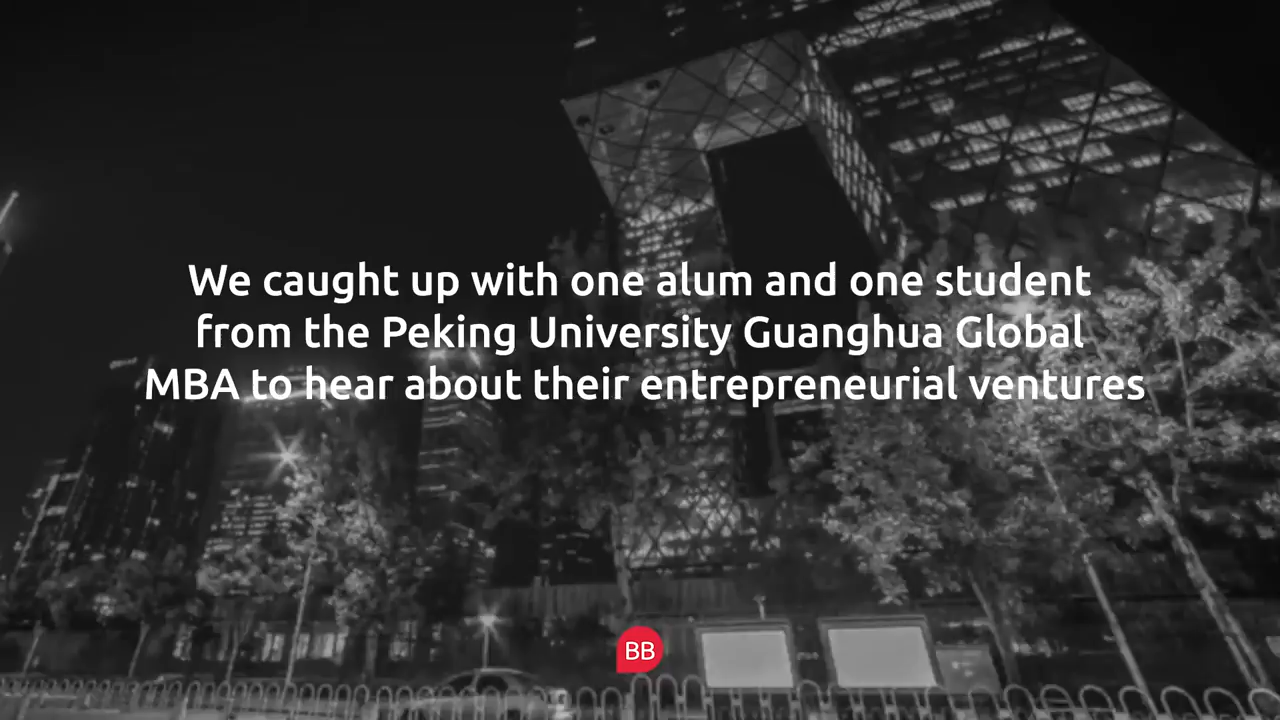 We caught up with one alum and one student
from the Peking University Guanghua Global
MBA to hear about their entrepreneurial ventures
BB